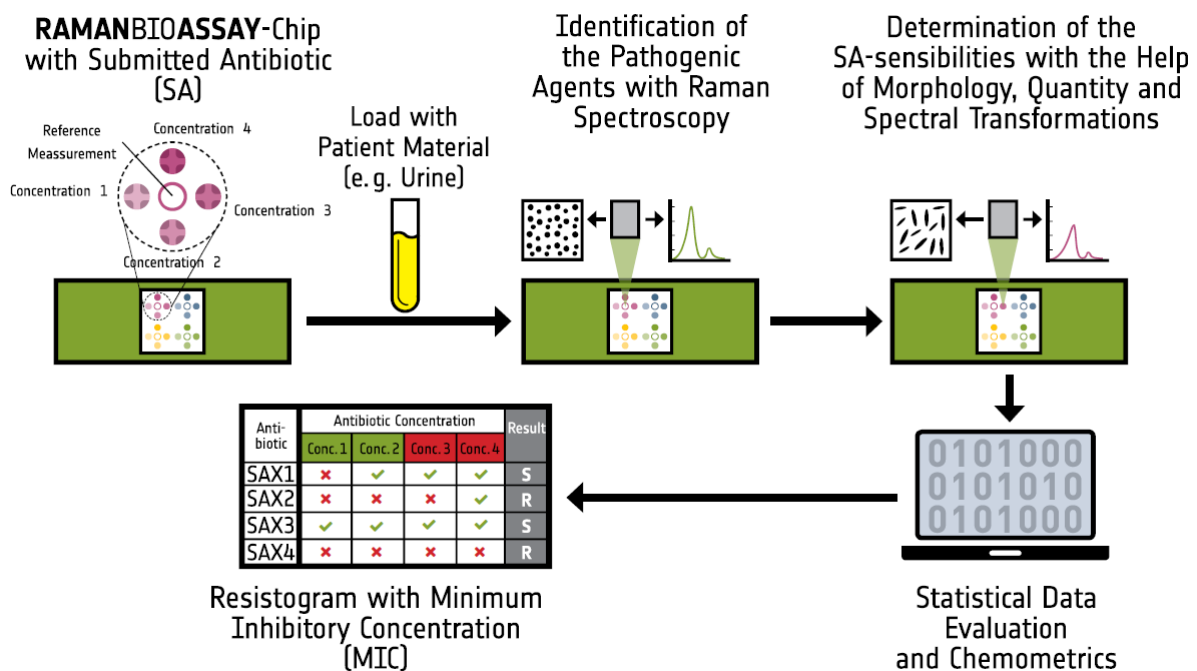 RAMANBIOASSAY-Chip
with Submitted Antibiotic
(SA)
Reference
Meassurement
Concentration 4
Concentration 1
Concentration 3
Concentration 2
Load with
Patient Material
(e. g. Urine)
Identification of
the Pathogenic
Agents with Raman
Spectroscopy
Determination of the
SA-sensibilities with the Help
of Morphology, Quantity and
Spectral Transformations
Anti-
biotic
Antibiotic Concentration
Result
Conc. 1 Conc. 2 Conc. 3 Conc. 4
SAX1 ✗ ✓ ✓ ✓ S
SAX2 ✗ ✗ ✗ ✓ R
SAX3 ✓ ✓ ✓ ✓ S
SAX4 ✗ ✗ ✗ ✗ R
Resistogram with Minimum
Inhibitory Concentration
(MIC)
0101000
0101010
0101000
Statistical Data
Evaluation
and Chemometrics